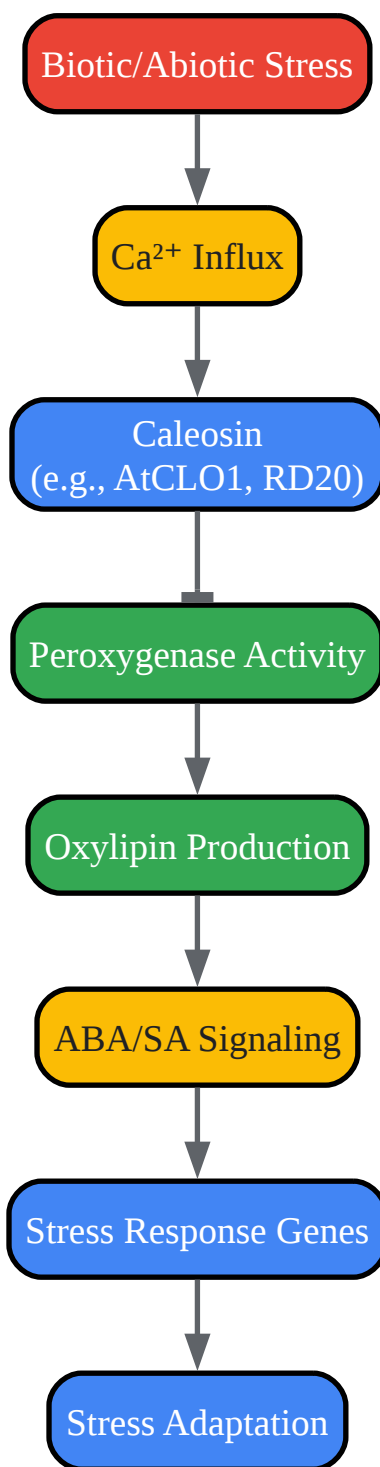 Biotic/Abiotic Stress
Ca²⁺ Influx
Caleosin
(e.g., AtCLO1, RD20)
Peroxygenase Activity
Oxylipin Production
ABA/SA Signaling
Stress Response Genes
Stress Adaptation